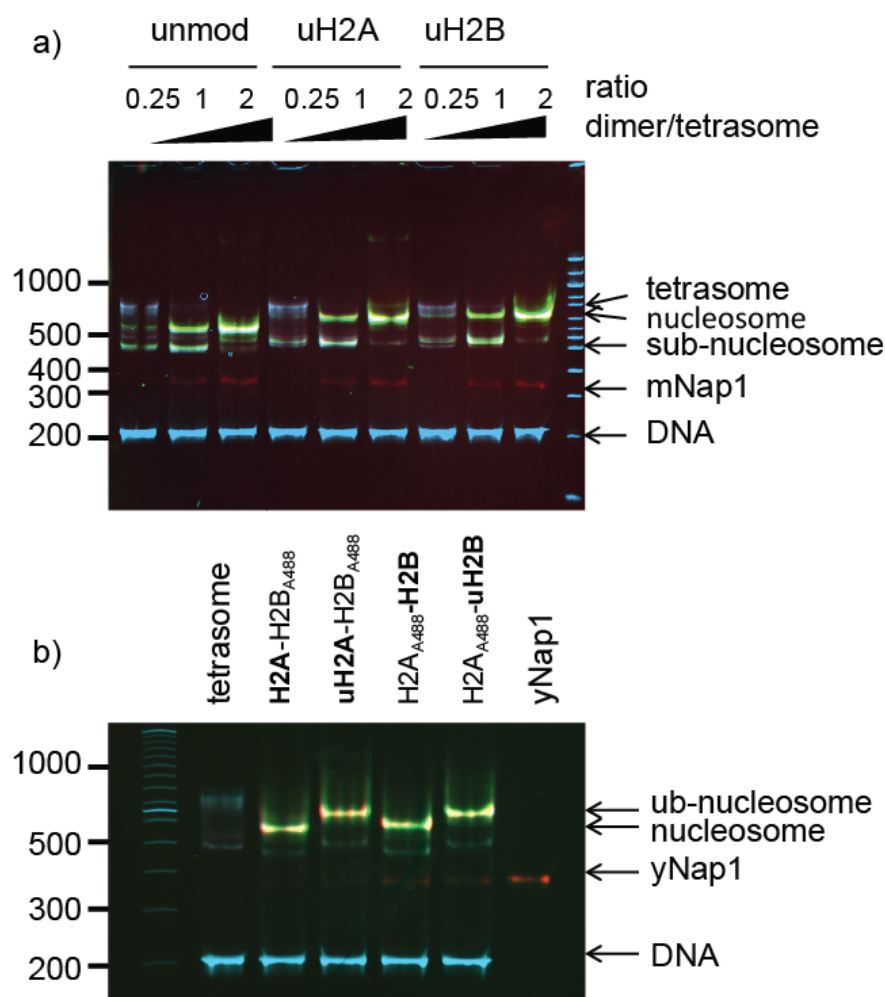 a)
unmod uH2A uH2B
0.25 1 2 0.25 1 2 0.25 1 2 ratio
dimer/tetrasome
1000
500
400
300
200
tetrasome
nucleosome
sub-nucleosome
mNap1
DNA
b)
tetrasome
H2A-H2BA488
uH2A-H2BA488
H2AA488-H2B
H2AA488-uH2B
yNap1
1000
500
300
200
ub-nucleosome
nucleosome
yNap1
DNA